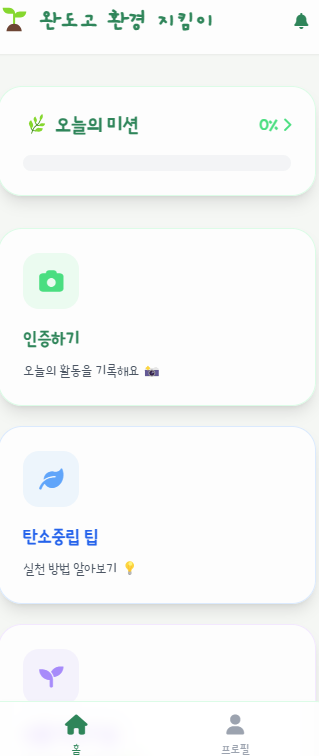 완도고 환경 지킴이
오늘의 미션
0%
인증하기
오늘의 활동을 기록해요
탄소중립 팁
실천 방법 알아보기
홈
프로필